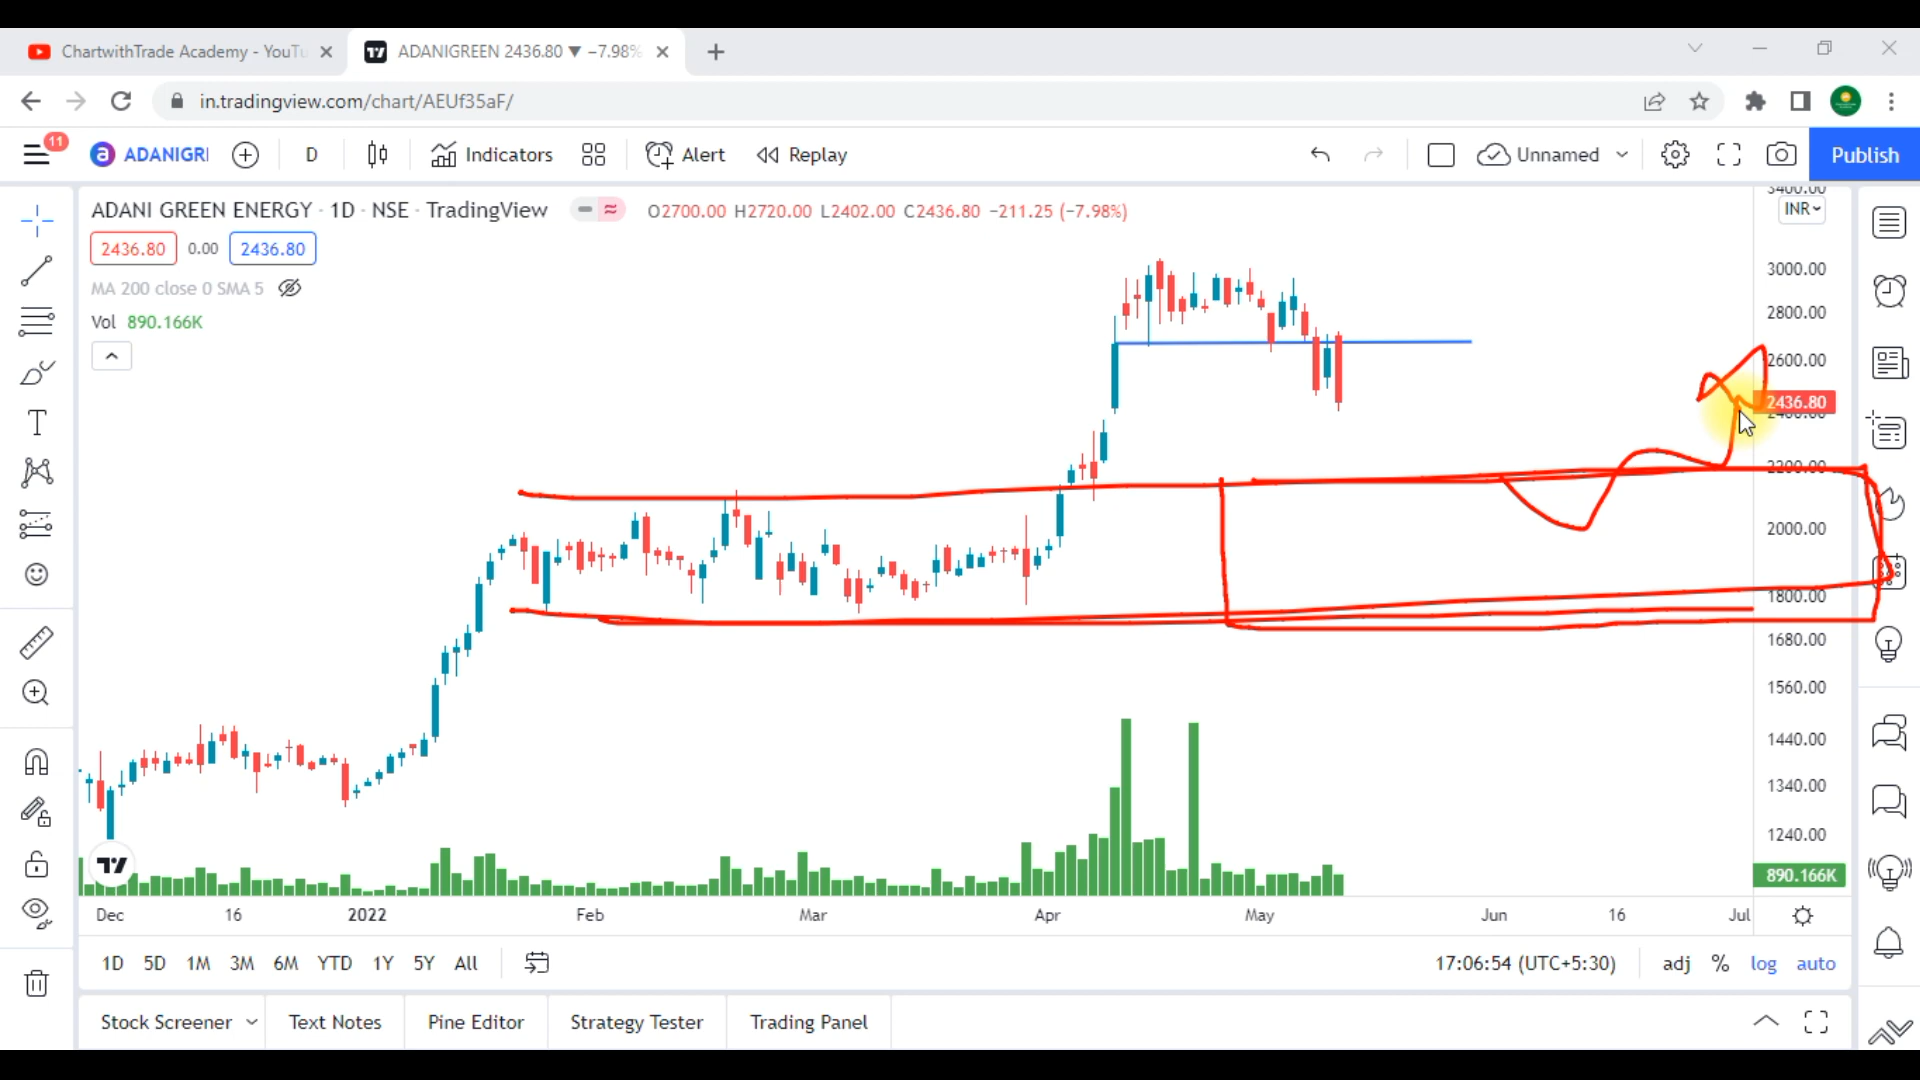 ChartwithTrade Academy - YouTu
ADANIGREEN 2436.80 ▼ −7.98%
in.tradingview.com/chart/AEUf35aF/
11
ADANIGRI
D
Indicators
Alert
Replay
Unnamed
Publish
ADANI GREEN ENERGY · 1D · NSE · TradingView
O2700.00 H2720.00 L2402.00 C2436.80 −211.25 (−7.98%)
2436.80 0.00 2436.80
MA 200 close 0 SMA 5
Vol 890.166K
3400.00
INR
3000.00
2800.00
2600.00
2436.80
2400.00
2200.00
2000.00
1800.00
1680.00
1560.00
1440.00
1340.00
1240.00
890.166K
Dec 16 2022 Feb Mar Apr May Jun 16 Jul
1D 5D 1M 3M 6M YTD 1Y 5Y All
17:06:54 (UTC+5:30) adj % log auto
Stock Screener Text Notes Pine Editor Strategy Tester Trading Panel